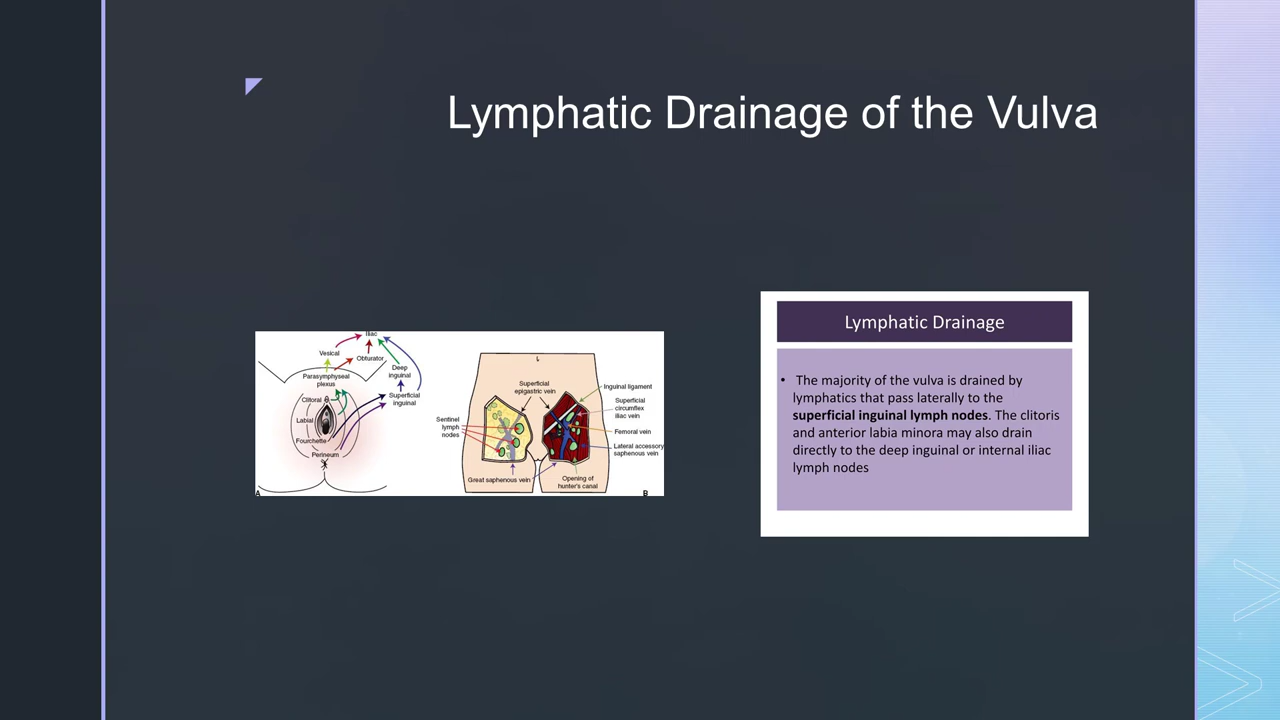 Lymphatic Drainage of the Vulva
Iliac
Vesical
Obturator
Parasymphyseal
plexus
Deep
inguinal
Clitoral
Superficial
inguinal
Labial
Fourchette
Perineum
A
Superficial
epigastric vein
Inguinal ligament
Superficial
circumflex
iliac vein
Sentinel
lymph
nodes
Femoral vein
Lateral accessory
saphenous vein
Great saphenous vein
Opening of
hunter's canal
B
Lymphatic Drainage
• The majority of the vulva is drained by
lymphatics that pass laterally to the
superficial inguinal lymph nodes. The clitoris
and anterior labia minora may also drain
directly to the deep inguinal or internal iliac
lymph nodes